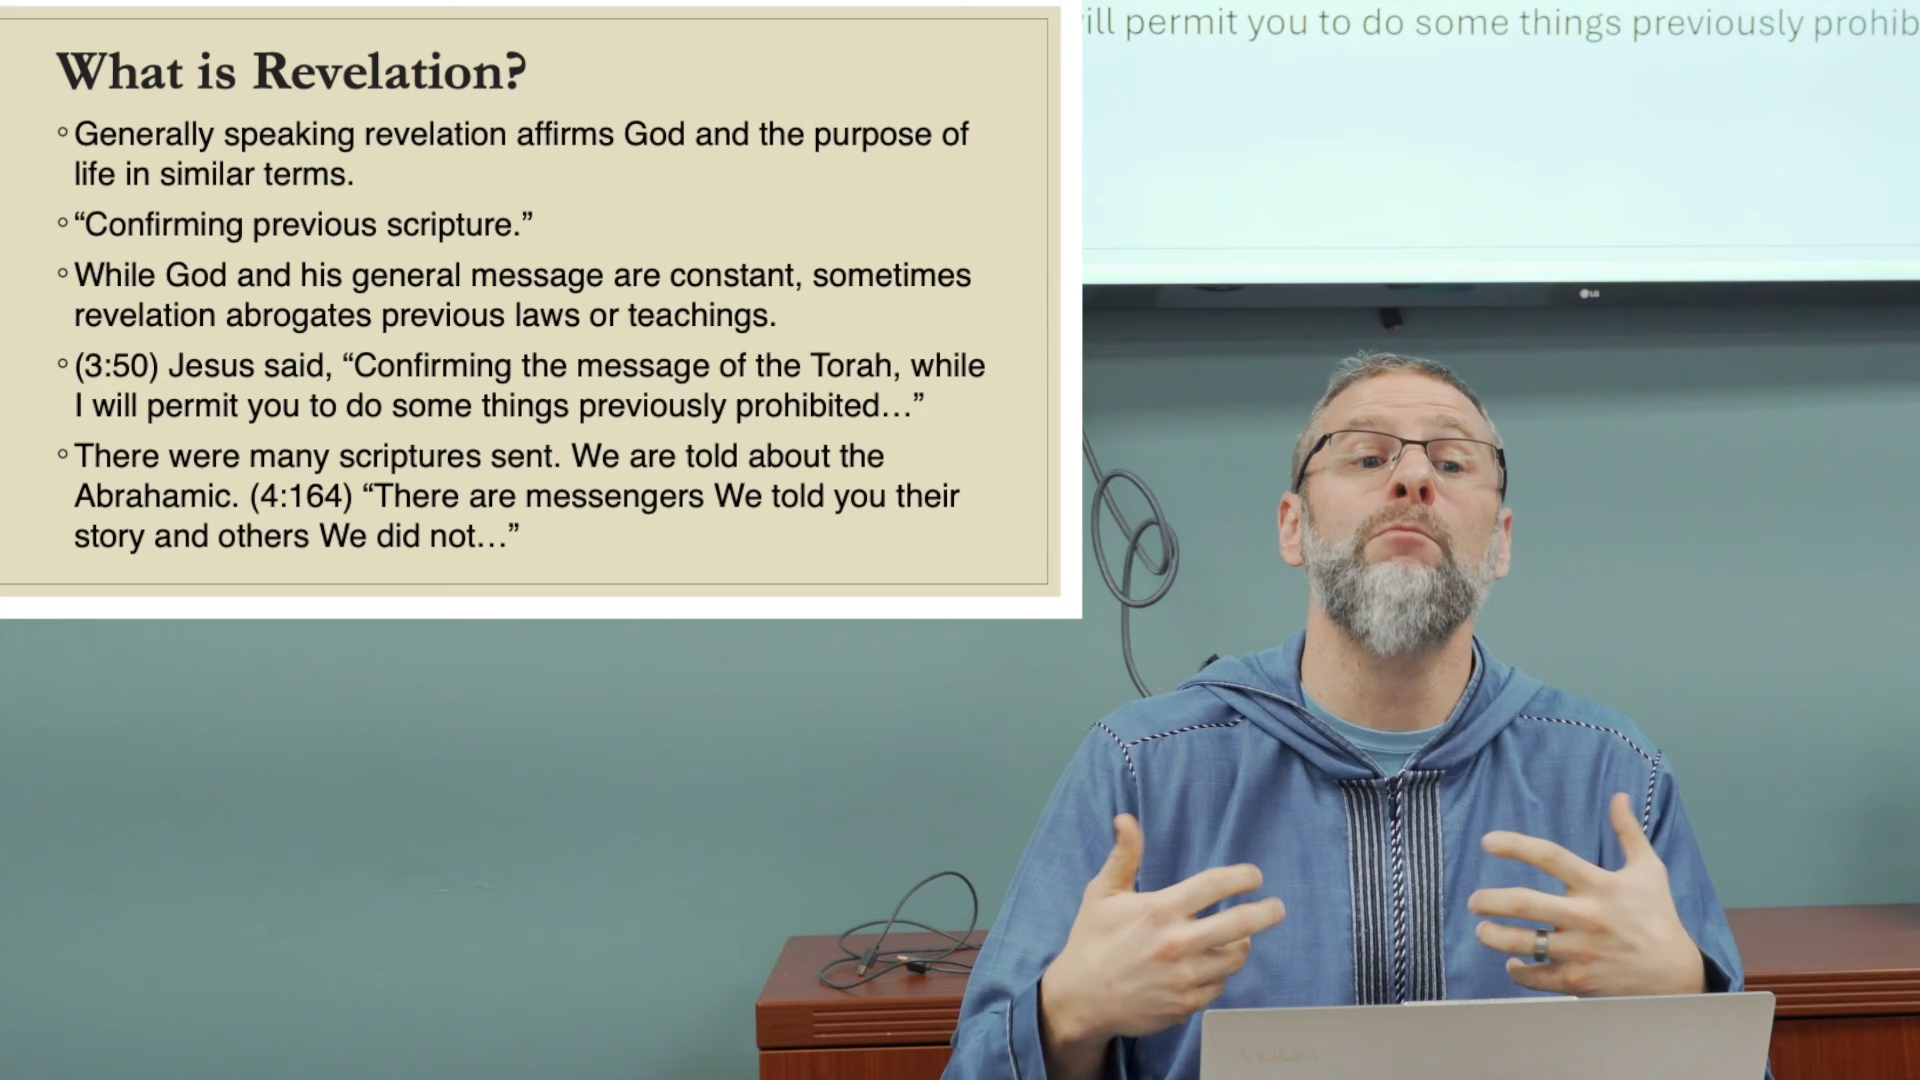 What is Revelation?
Generally speaking revelation affirms God and the purpose of
life in similar terms.
“Confirming previous scripture.”
While God and his general message are constant, sometimes
revelation abrogates previous laws or teachings.
(3:50) Jesus said, “Confirming the message of the Torah, while
I will permit you to do some things previously prohibited…”
There were many scriptures sent. We are told about the
Abrahamic. (4:164) “There are messengers We told you their
story and others We did not…”
ill permit you to do some things previously prohib
LG